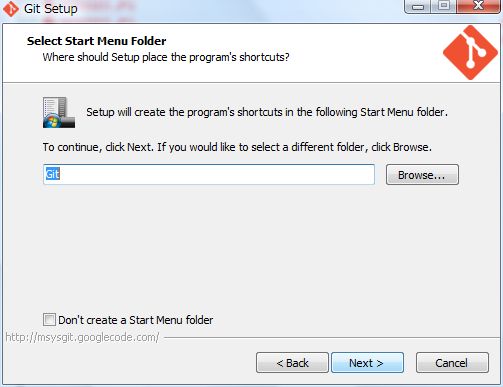 Git Setup
Select Start Menu Folder
Where should Setup place the program's shortcuts?
Setup will create the program's shortcuts in the following Start Menu folder.
To continue, click Next. If you would like to select a different folder, click Browse.
Git
Browse...
Don't create a Start Menu folder
http://msysgit.googlecode.com/
< Back
Next >
Cancel